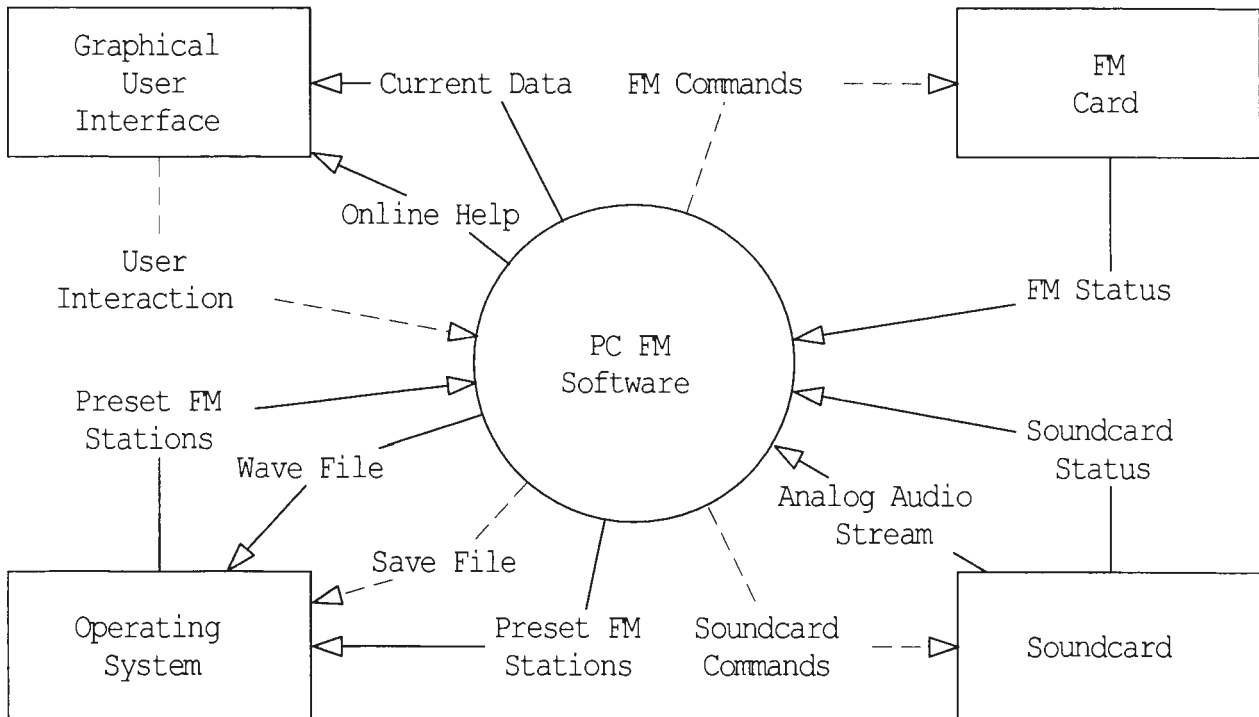 Graphical
User
Interface
Current Data
FM Commands
FM
Card
Online Help
User
Interaction
FM Status
PC FM
Software
Preset FM
Stations
Soundcard
Status
Wave File
Analog Audio
Stream
Save File
Operating
System
Preset FM
Stations
Soundcard
Commands
Soundcard